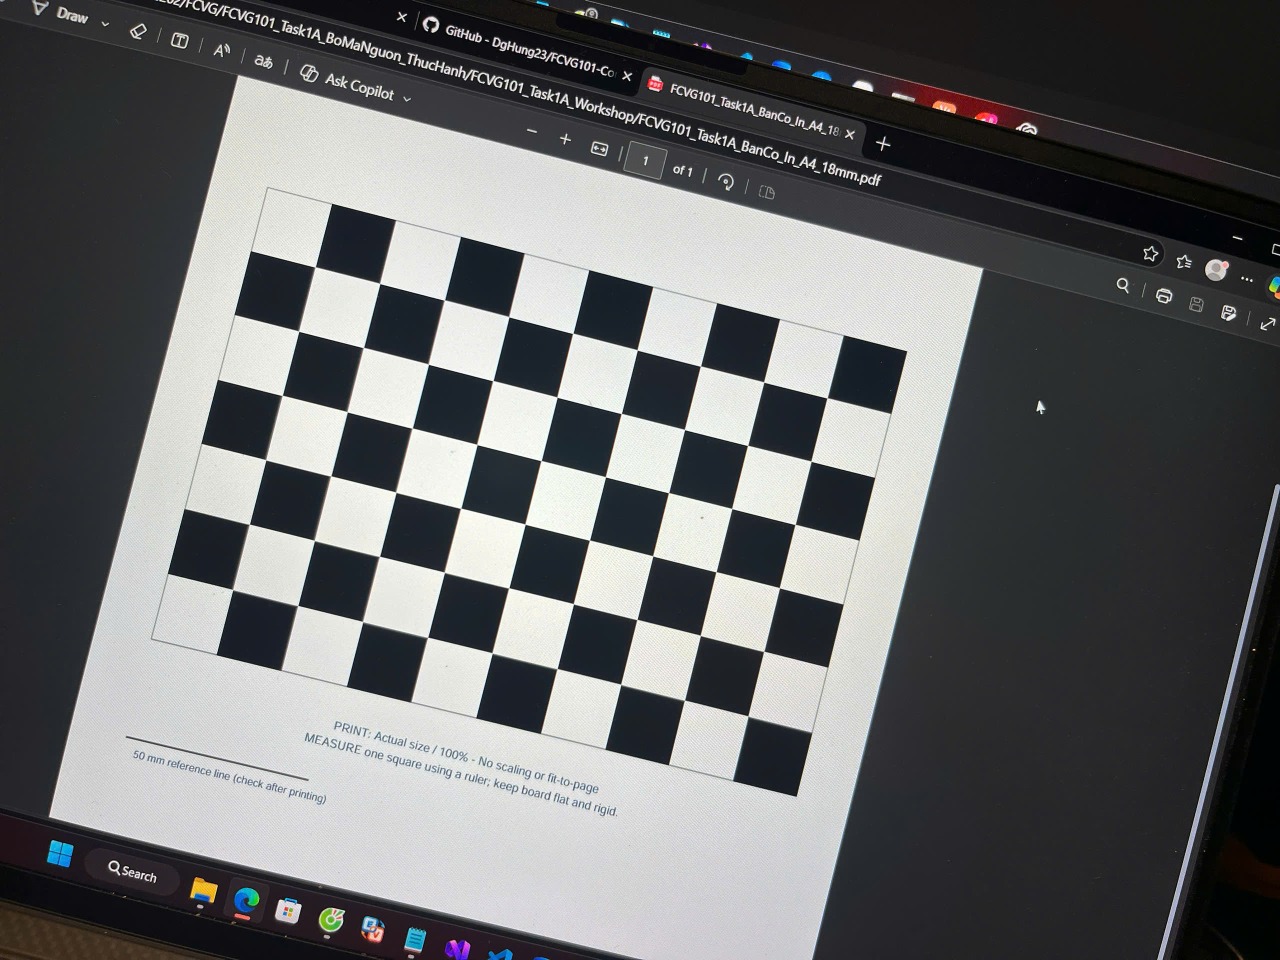 GitHub - DgHung23/FCVG101-Co
FCVG101_Task1A_BanCo_In_A4_18
/FCVG/FCVG101_Task1A_BoMaNguon_ThucHanh/FCVG101_Task1A_Workshop/FCVG101_Task1A_BanCo_In_A4_18mm.pdf
Draw
Ask Copilot
1 of 1
PRINT: Actual size / 100% - No scaling or fit-to-page
MEASURE one square using a ruler; keep board flat and rigid.
50 mm reference line (check after printing)
Search